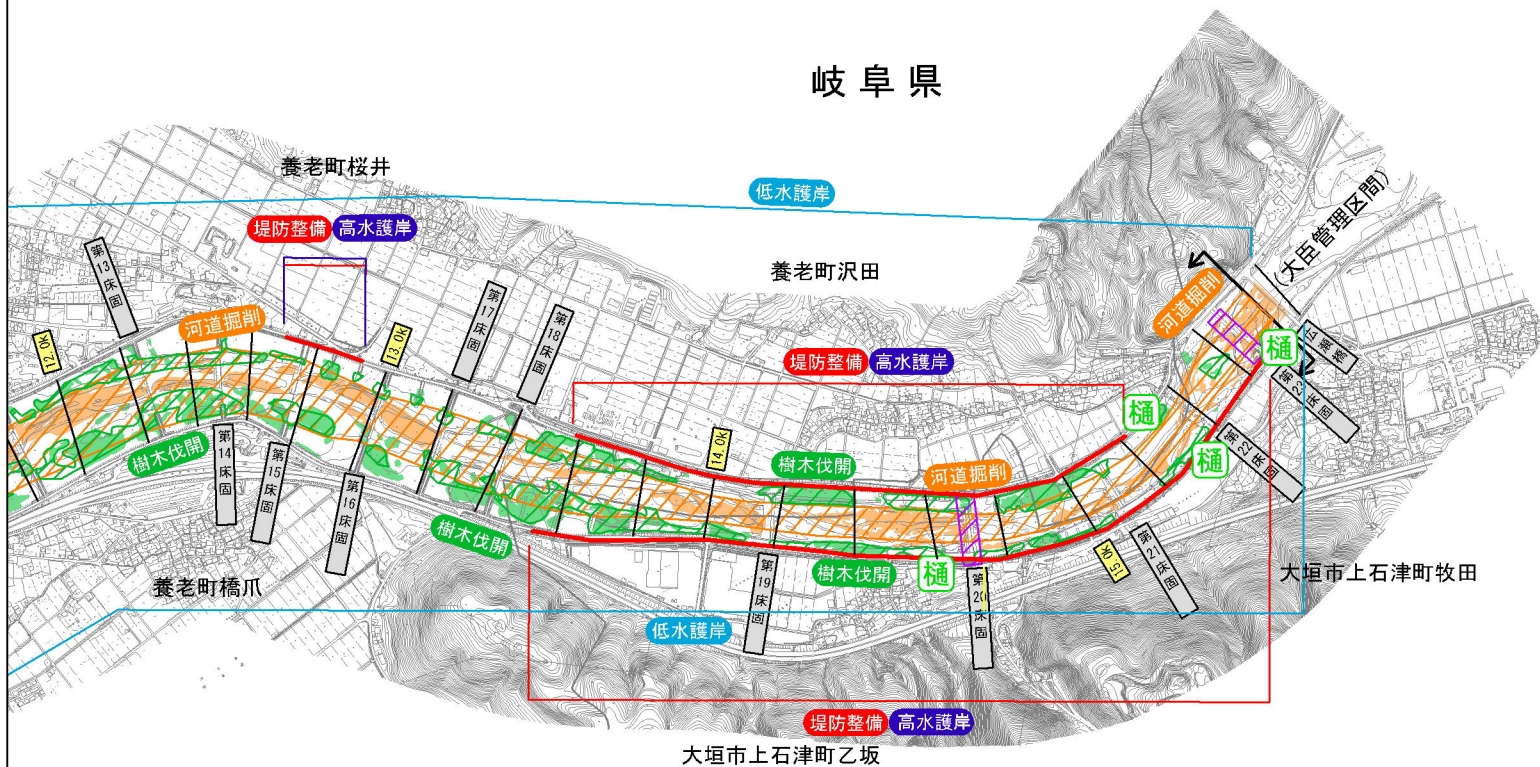 岐阜県
養老町桜井
低水護岸
堤防整備
高水護岸
(大臣管理区間)
養老町沢田
第13床固
第17床固
第18床固
河道掘削
河道掘削
12.0k
13.0k
堤防整備
高水護岸
樋
広瀬橋
第23床固
樋
第22床固
樋
14.0k
樹木伐開
河道掘削
樹木伐開
第14床固
第15床固
第16床固
樹木伐開
第19床固
樹木伐開
樋
第20床固
15.0k
第21床固
大垣市上石津町牧田
養老町橋爪
低水護岸
堤防整備
高水護岸
大垣市上石津町乙坂